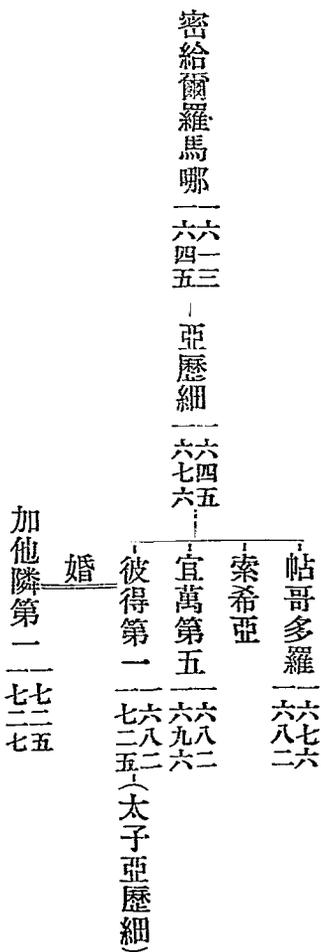 密給爾羅馬哪一六一三一六四五
亞歷細一六四五一六七六
帖哥多羅一六七六一六八二
索希亞
宜萬第五一六八二一六九六
彼得第一一六八二一七二五(太子亞歷細)
婚
加他隣第一一七二五一七二七